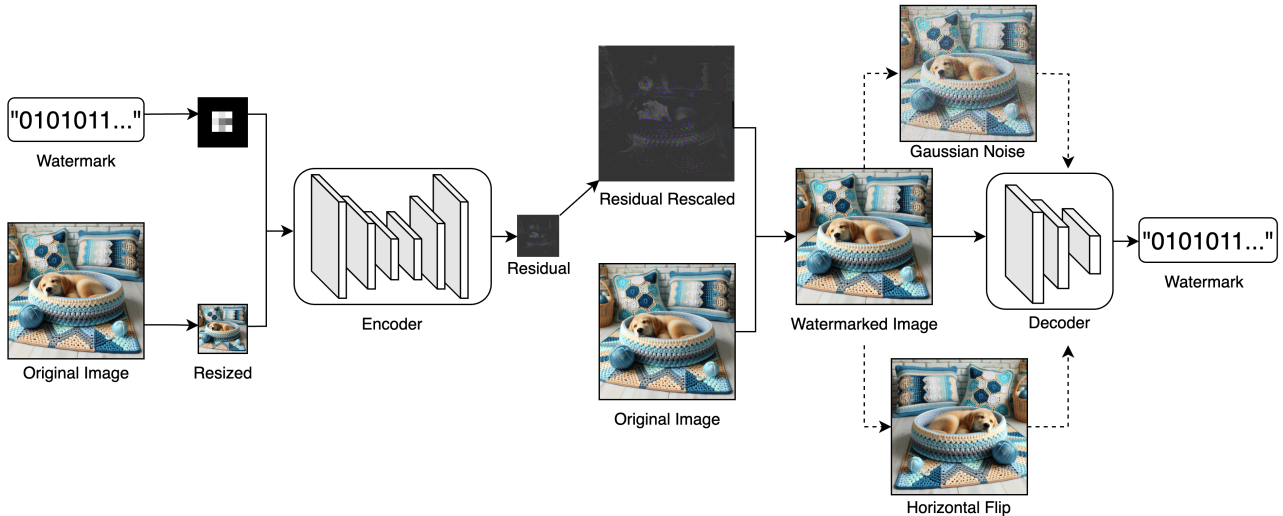 "0101011..."
Watermark
Original Image
Resized
Encoder
Residual
Residual Rescaled
Original Image
Gaussian Noise
Watermarked Image
Horizontal Flip
Decoder
"0101011..."
Watermark